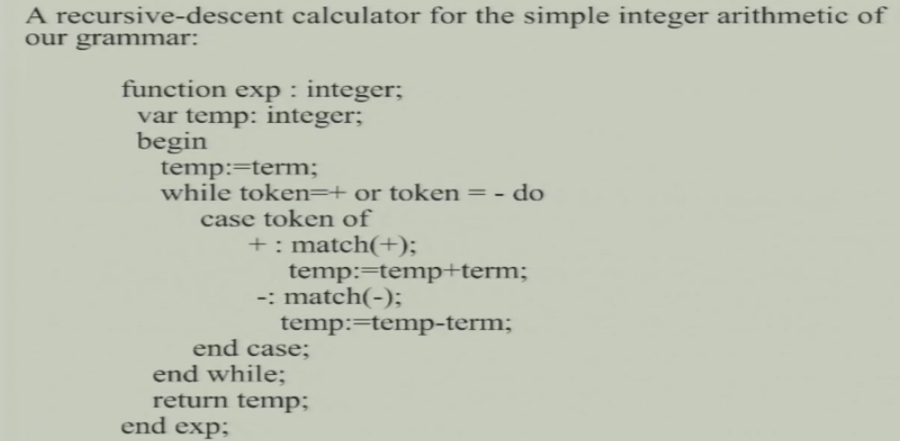 A recursive-descent calculator for the simple integer arithmetic of
our grammar:
function exp : integer;
var temp: integer;
begin
temp:=term;
while token=+ or token = - do
case token of
+ : match(+);
temp:=temp+term;
-: match(-);
temp:=temp-term;
end case;
end while;
return temp;
end exp;